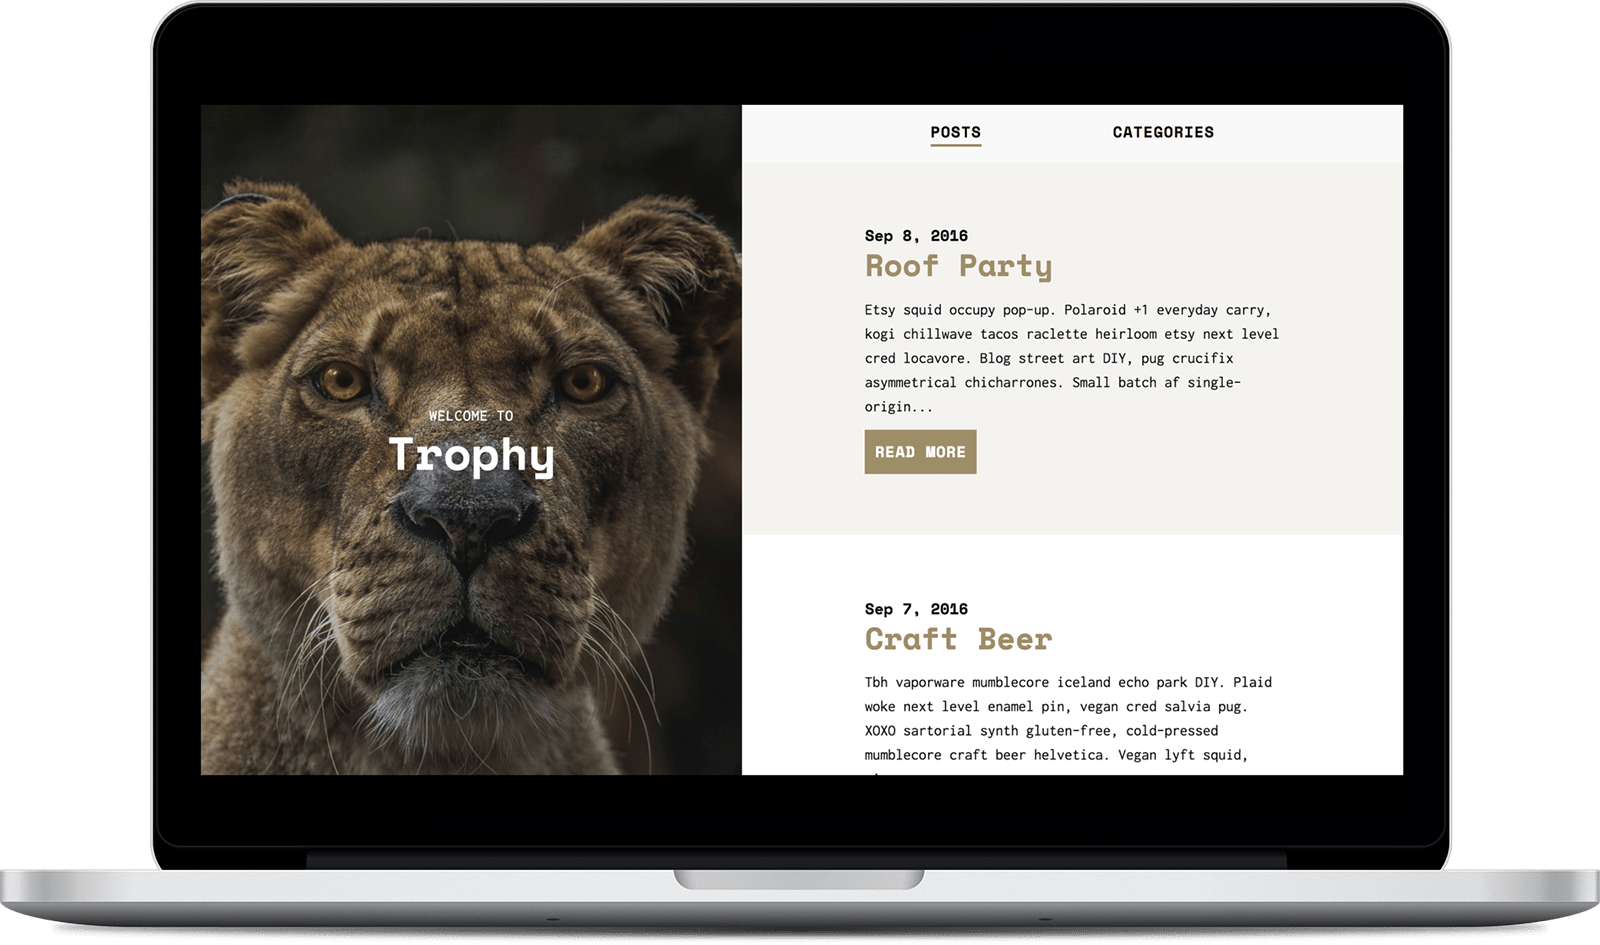 WELCOME TO
Trophy
POSTS
CATEGORIES
Sep 8, 2016
Roof Party
Etsy squid occupy pop-up. Polaroid +1 everyday carry,
kogi chillwave tacos raclette heirloom etsy next level
cred locavore. Blog street art DIY, pug crucifix
asymmetrical chicharrones. Small batch af single-
origin...
READ MORE
Sep 7, 2016
Craft Beer
Tbh vaporware mumblecore iceland echo park DIY. Plaid
woke next level enamel pin, vegan cred salvia pug.
XOXO sartorial synth gluten-free, cold-pressed
mumblecore craft beer helvetica. Vegan lyft squid,